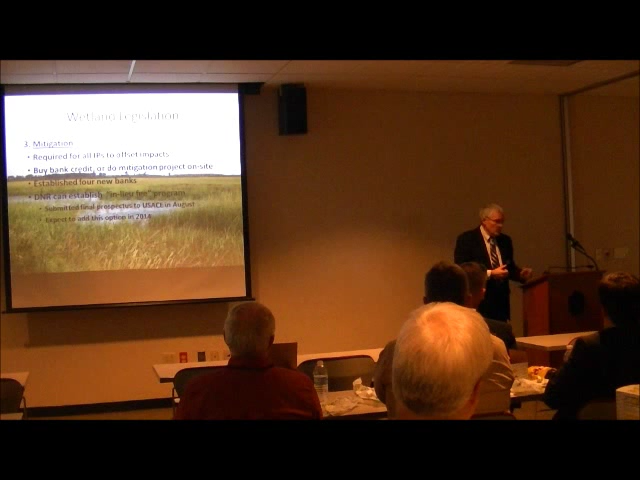 Wetland Legislation
3. Mitigation
• Required for all IPs to offset impacts
• Buy bank credit, or do mitigation project on-site
• Established four new banks
• DNR can establish "in-lieu fee" program
• Submitted final prospectus to USACE in August
• Expect to add this option in 2014